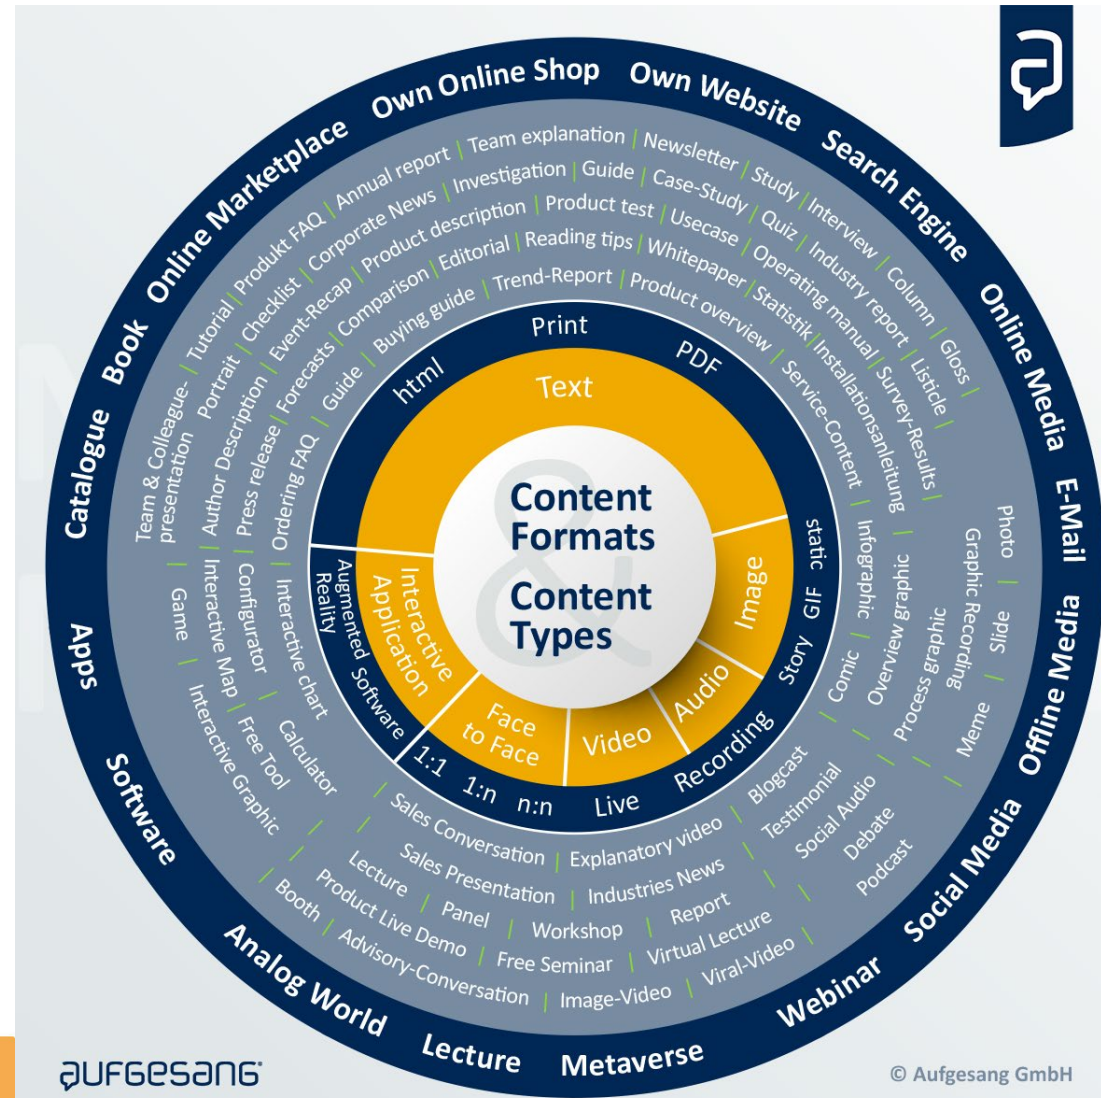 Content
Formats
Content
Types
&
Text
Image
Audio
Video
Face
to Face
Interactive
Application
html
Print
PDF
static
GIF
Story
Recording
Live
n:n
1:n
1:1
Software
Augmented
Reality
Own Online Shop
Own Website
Search Engine
Online Media
E-Mail
Offline Media
Social Media
Webinar
Metaverse
Lecture
Analog World
Software
Apps
Catalogue
Book
Online Marketplace
Team & Colleague-
presentation
Tutorial | Produkt FAQ | Annual report | Team explanation | Newsletter | Study | Interview | Column | Gloss |
Portrait | Checklist | Corporate News | Investigation | Guide | Case-Study | Quiz | Industry report | Listicle |
Author Description | Event-Recap | Product description | Product test | Usecase | Operating manual | Survey-Results |
Press release | Forecasts | Comparison | Editorial | Reading tips | Whitepaper | Statistik | Installationsanleitung |
Ordering FAQ | Guide | Buying guide | Trend-Report | Product overview | Service-Content |
Photo |
Slide |
Meme |
Graphic Recording
Process graphic |
Overview graphic |
Infographic |
Comic |
Blogcast
Testimonial
Social Audio
Debate
Podcast
Explanatory video |
Industries News |
Report |
Virtual Lecture |
Viral-Video |
Image-Video |
Sales Conversation |
Sales Presentation |
Lecture | Panel | Workshop |
Product Live Demo | Free Seminar |
Booth | Advisory-Conversation |
Game |
Interactive Graphic |
Interactive Map |
Free Tool |
Configurator |
Calculator |
Interactive chart
AUFGESANG®
© Aufgesang GmbH